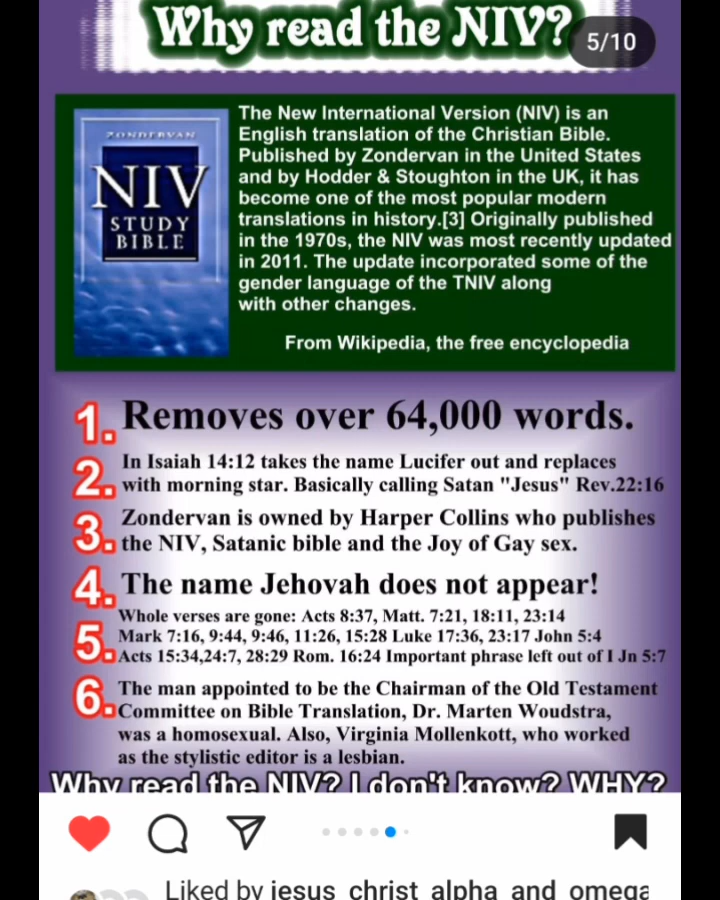 Why read the NIV?
5/10
ZONDERVAN
NIV
STUDY
BIBLE
The New International Version (NIV) is an
English translation of the Christian Bible.
Published by Zondervan in the United States
and by Hodder & Stoughton in the UK, it has
become one of the most popular modern
translations in history.[3] Originally published
in the 1970s, the NIV was most recently updated
in 2011. The update incorporated some of the
gender language of the TNIV along
with other changes.
From Wikipedia, the free encyclopedia
1. Removes over 64,000 words.
2. In Isaiah 14:12 takes the name Lucifer out and replaces
with morning star. Basically calling Satan "Jesus" Rev.22:16
3. Zondervan is owned by Harper Collins who publishes
the NIV, Satanic bible and the Joy of Gay sex.
4. The name Jehovah does not appear!
5. Whole verses are gone: Acts 8:37, Matt. 7:21, 18:11, 23:14
Mark 7:16, 9:44, 9:46, 11:26, 15:28 Luke 17:36, 23:17 John 5:4
Acts 15:34,24:7, 28:29 Rom. 16:24 Important phrase left out of I Jn 5:7
6. The man appointed to be the Chairman of the Old Testament
Committee on Bible Translation, Dr. Marten Woudstra,
was a homosexual. Also, Virginia Mollenkott, who worked
as the stylistic editor is a lesbian.
Why read the NIV? I don't know? WHY?
Liked by jesus_christ_alpha_and_omega